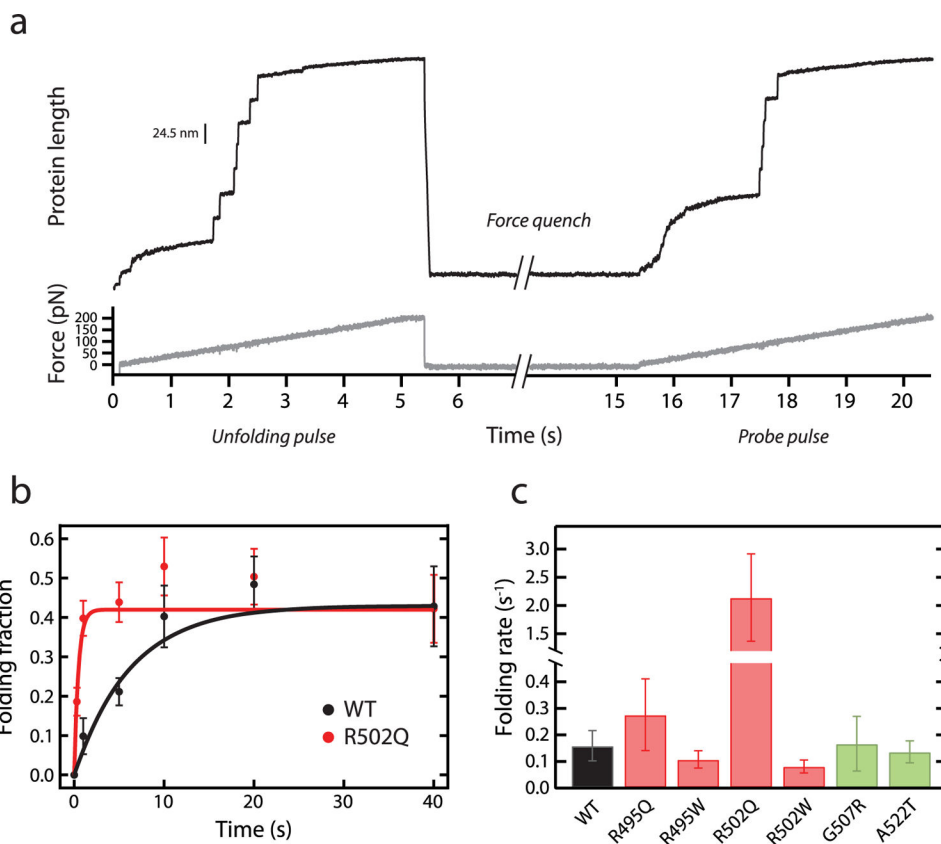 a
Protein length
24.5 nm
Force quench
Force (pN)
200
150
100
50
0
0 1 2 3 4 5 6 15 16 17 18 19 20
Unfolding pulse Time (s) Probe pulse
b
Folding fraction
0.6
0.5
0.4
0.3
0.2
0.1
0.0
WT
R502Q
0 10 20 30 40
Time (s)
c
Folding rate (s⁻¹)
3.0
2.5
2.0
1.5
0.4
0.3
0.2
0.1
0.0
WT R495Q R495W R502Q R502W G507R A522T